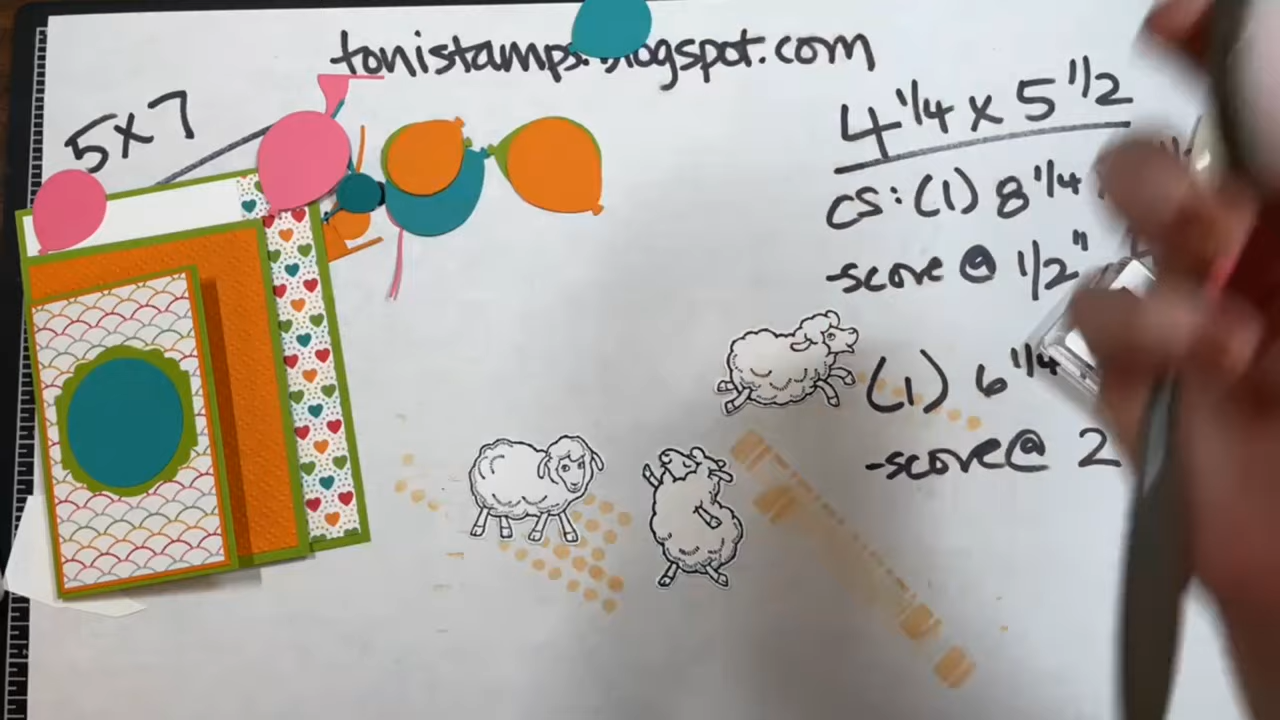 tonistamps.blogspot.com
5x7
4 1/4 x 5 1/2
cs: (1) 8 1/4
-score @ 1/2"
(1) 6 1/4
-score @ 2